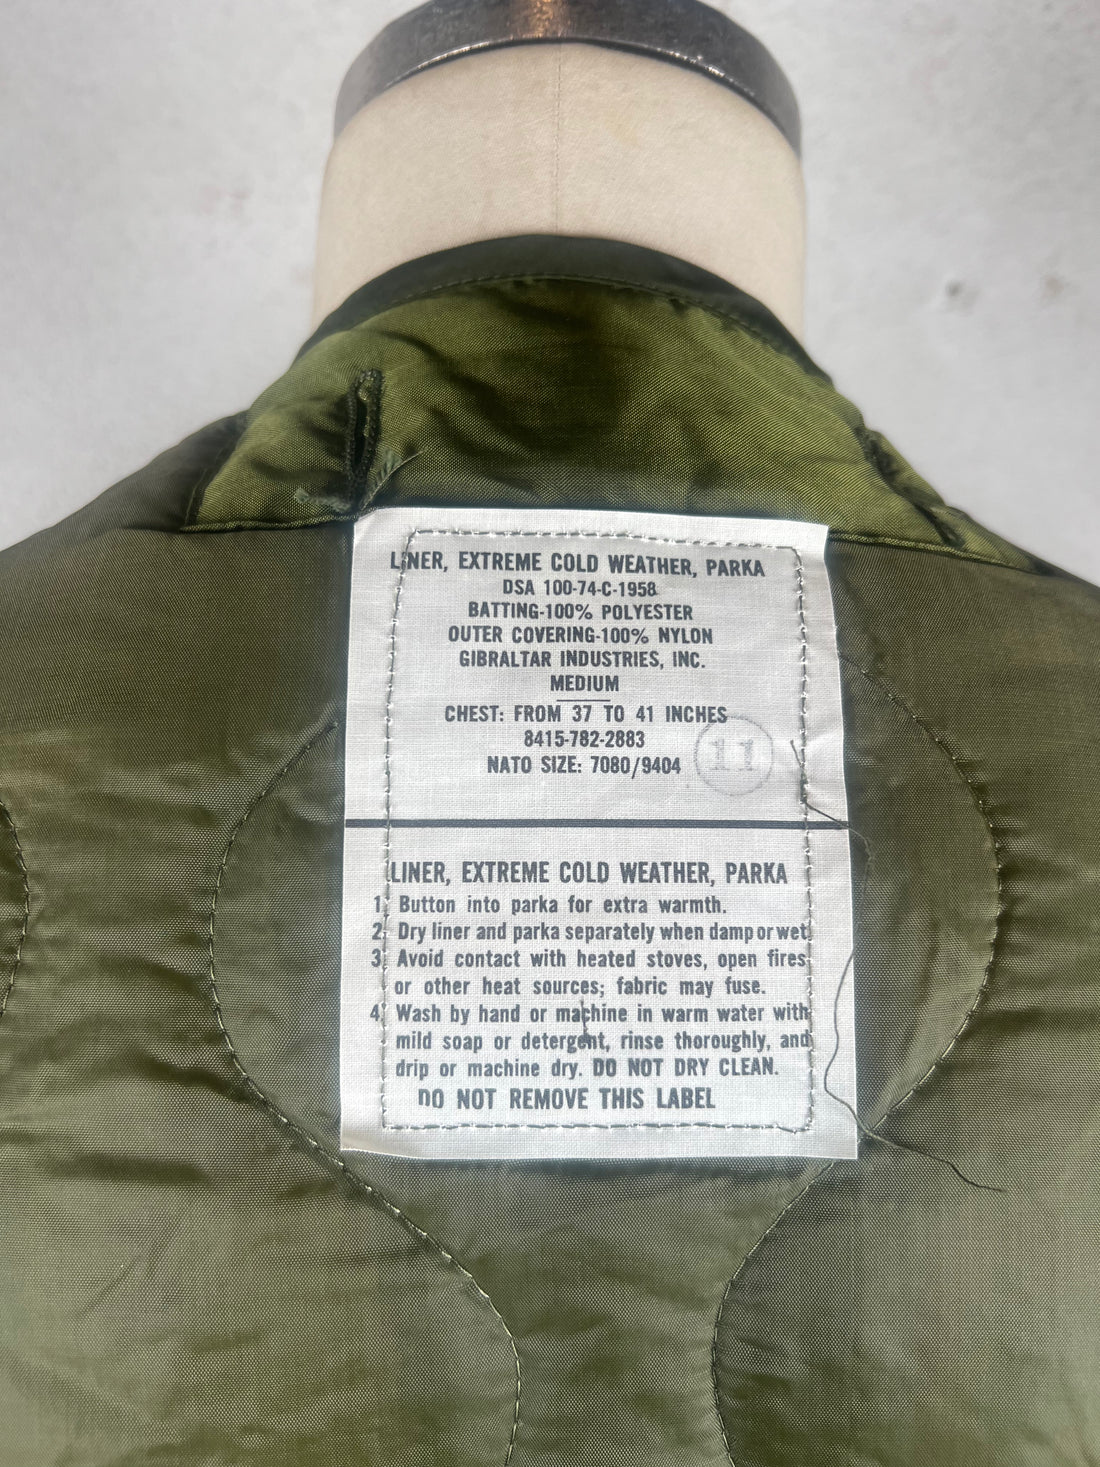 LINER, EXTREME COLD WEATHER, PARKA
DSA 100-74-C-1958
BATTING-100% POLYESTER
OUTER COVERING-100% NYLON
GIBRALTAR INDUSTRIES, INC.
MEDIUM
CHEST: FROM 37 TO 41 INCHES
8415-782-2883
NATO SIZE: 7080/9404
11
LINER, EXTREME COLD WEATHER, PARKA
1. Button into parka for extra warmth.
2. Dry liner and parka separately when damp or wet.
3. Avoid contact with heated stoves, open fires
or other heat sources; fabric may fuse.
4. Wash by hand or machine in warm water with
mild soap or detergent, rinse thoroughly, and
drip or machine dry. DO NOT DRY CLEAN.
DO NOT REMOVE THIS LABEL